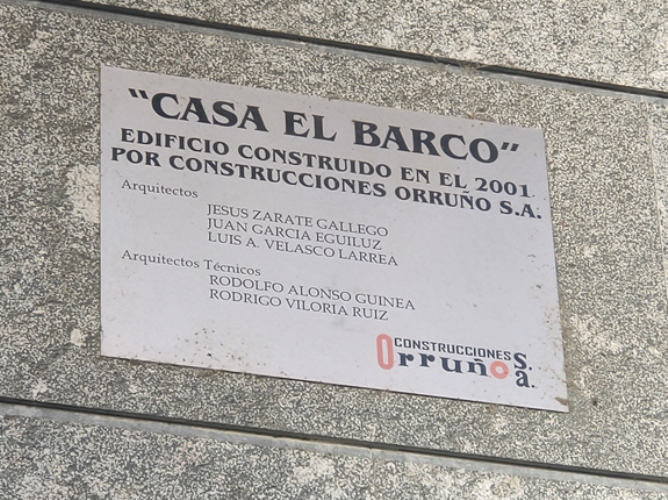 "CASA EL BARCO"
EDIFICIO CONSTRUIDO EN EL 2001
POR CONSTRUCCIONES ORRUÑO S.A.
Arquitectos
JESUS ZARATE GALLEGO
JUAN GARCIA EGUILUZ
LUIS A. VELASCO LARREA
Arquitectos Técnicos
RODOLFO ALONSO GUINEA
RODRIGO VILORIA RUIZ
CONSTRUCCIONES
Orruño s.a.